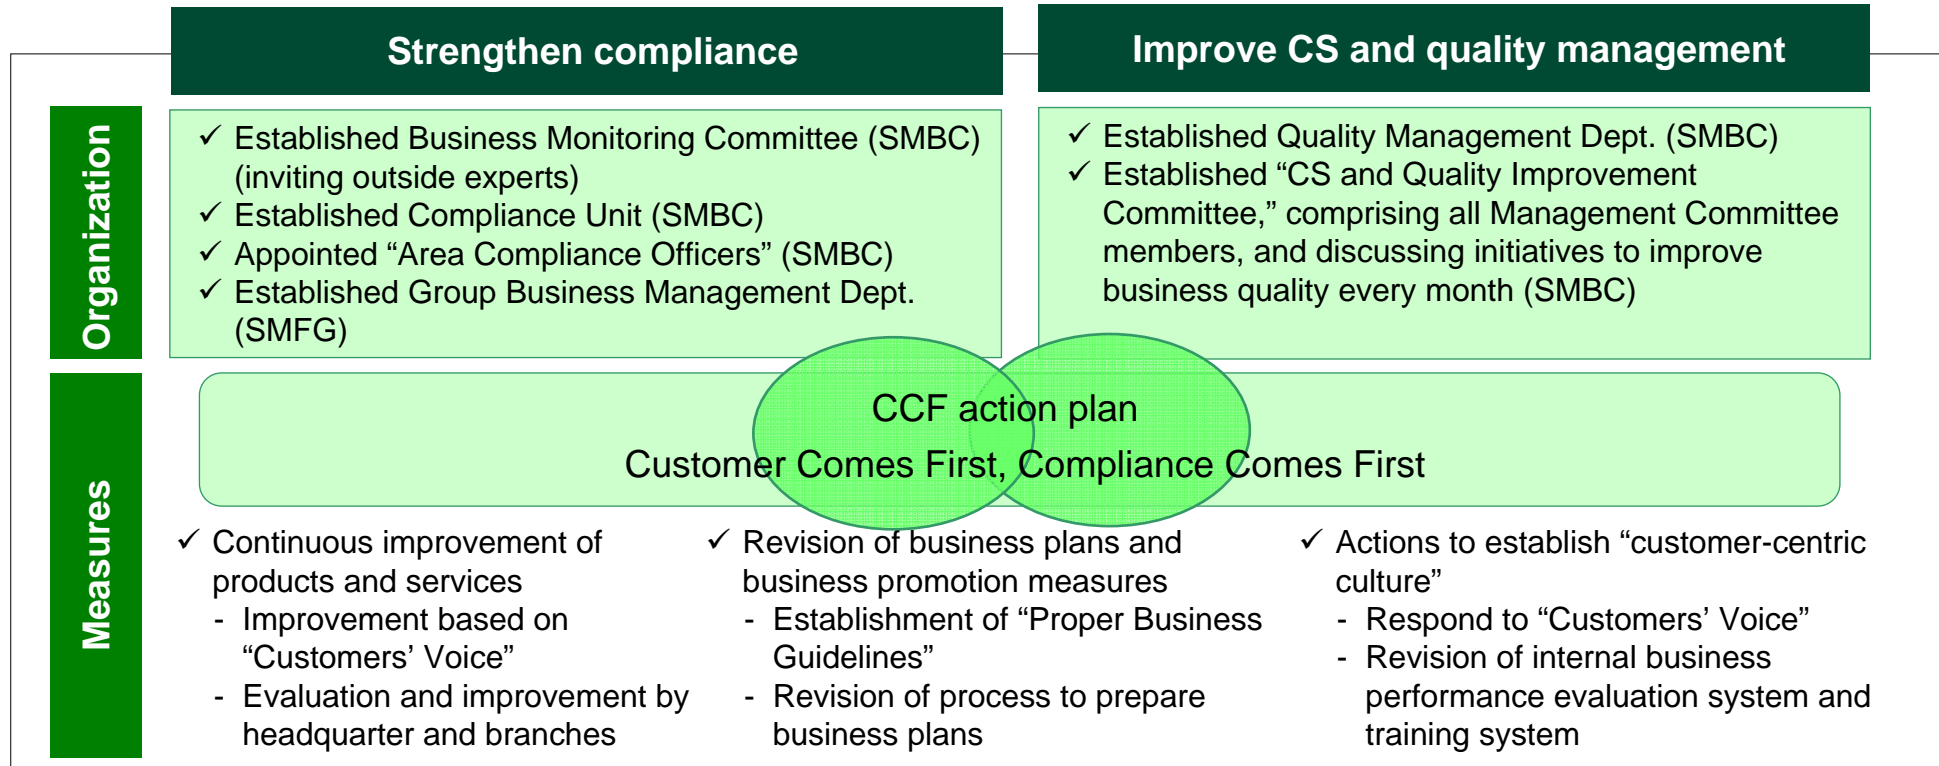 Strengthen compliance
Improve CS and quality management
Organization
✓ Established Business Monitoring Committee (SMBC)
(inviting outside experts)
✓ Established Compliance Unit (SMBC)
✓ Appointed “Area Compliance Officers” (SMBC)
✓ Established Group Business Management Dept.
(SMFG)
✓ Established Quality Management Dept. (SMBC)
✓ Established “CS and Quality Improvement
Committee,” comprising all Management Committee
members, and discussing initiatives to improve
business quality every month (SMBC)
Measures
CCF action plan
Customer Comes First, Compliance Comes First
✓ Continuous improvement of
products and services
- Improvement based on
“Customers’ Voice”
- Evaluation and improvement by
headquarter and branches
✓ Revision of business plans and
business promotion measures
- Establishment of “Proper Business
Guidelines”
- Revision of process to prepare
business plans
✓ Actions to establish “customer-centric
culture”
- Respond to “Customers’ Voice”
- Revision of internal business
performance evaluation system and
training system